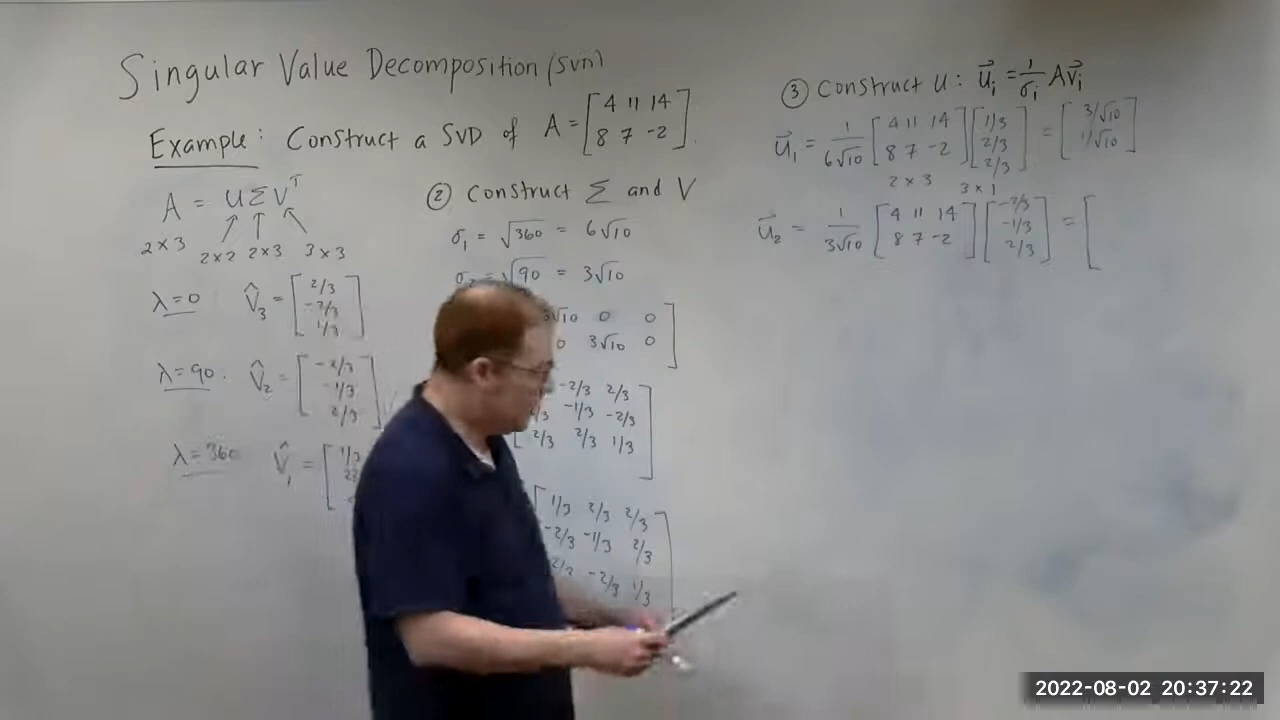 Singular Value Decomposition (SVD)
Example: Construct a SVD of A = [4 11 14
8 7 -2]
A = UΣV^T
2×3 2×2 2×3 3×3
λ=0 v̂₃ = [2/3
-2/3
1/3]
λ=90. v̂₂ = [-2/3
-1/3
2/3]
λ=360 v̂₁ = [1/3
② Construct Σ and V
σ₁ = √360 = 6√10
σ₂ = √90 = 3√10
0 0
0 3√10 0
-2/3 2/3
-1/3 -2/3
2/3 2/3 1/3
1/3 2/3 2/3
-2/3 -1/3 2/3
-2/3 1/3
③ Construct U: u⃗ᵢ = 1/σᵢ Av⃗ᵢ
u⃗₁ = 1/6√10 [4 11 14
8 7 -2] [1/3
2/3
2/3] = [3/√10
1/√10]
2×3 3×1
u⃗₂ = 1/3√10 [4 11 14
8 7 -2] [-2/3
-1/3
2/3] = [
2022-08-02 20:37:22